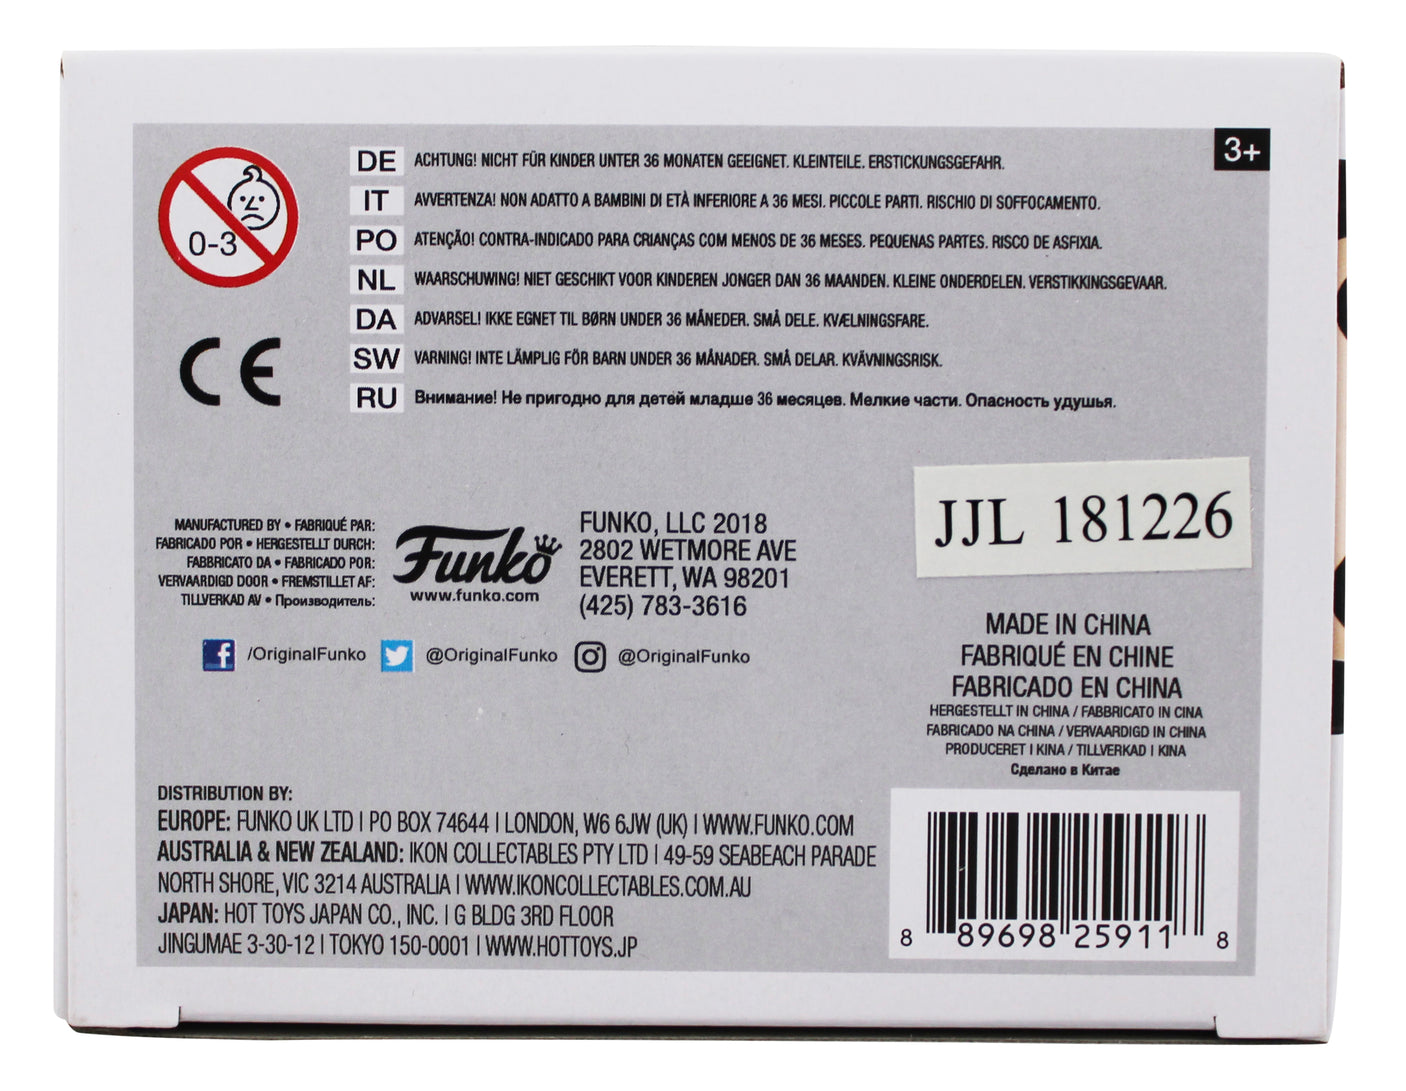 3+
0-3
DE ACHTUNG! NICHT FÜR KINDER UNTER 36 MONATEN GEEIGNET. KLEINTEILE. ERSTICKUNGSGEFAHR.
IT AVVERTENZA! NON ADATTO A BAMBINI DI ETÀ INFERIORE A 36 MESI. PICCOLE PARTI. RISCHIO DI SOFFOCAMENTO.
PO ATENÇÃO! CONTRA-INDICADO PARA CRIANÇAS COM MENOS DE 36 MESES. PEQUENAS PARTES. RISCO DE ASFIXIA.
NL WAARSCHUWING! NIET GESCHIKT VOOR KINDEREN JONGER DAN 36 MAANDEN. KLEINE ONDERDELEN. VERSTIKKINGSGEVAAR.
DA ADVARSEL! IKKE EGNET TIL BØRN UNDER 36 MÅNEDER. SMÅ DELE. KVÆLNINGSFARE.
SW VARNING! INTE LÄMPLIG FÖR BARN UNDER 36 MÅNADER. SMÅ DELAR. KVÄVNINGSRISK.
RU Внимание! Не пригодно для детей младше 36 месяцев. Мелкие части. Опасность удушья.
CE
JJL 181226
MANUFACTURED BY • FABRIQUÉ PAR:
FABRICADO POR • HERGESTELLT DURCH:
FABBRICATO DA • FABRICADO POR:
VERVAARDIGD DOOR • FREMSTILLET AF:
TILLVERKAD AV • Производитель:
Funko
www.funko.com
FUNKO, LLC 2018
2802 WETMORE AVE
EVERETT, WA 98201
(425) 783-3616
/OriginalFunko @OriginalFunko @OriginalFunko
MADE IN CHINA
FABRIQUÉ EN CHINE
FABRICADO EN CHINA
HERGESTELLT IN CHINA / FABBRICATO IN CINA
FABRICADO NA CHINA / VERVAARDIGD IN CHINA
PRODUCERET I KINA / TILLVERKAD I KINA
Сделано в Китае
DISTRIBUTION BY:
EUROPE: FUNKO UK LTD | PO BOX 74644 | LONDON, W6 6JW (UK) | WWW.FUNKO.COM
AUSTRALIA & NEW ZEALAND: IKON COLLECTABLES PTY LTD | 49-59 SEABEACH PARADE
NORTH SHORE, VIC 3214 AUSTRALIA | WWW.IKONCOLLECTABLES.COM.AU
JAPAN: HOT TOYS JAPAN CO., INC. | G BLDG 3RD FLOOR
JINGUMAE 3-30-12 | TOKYO 150-0001 | WWW.HOTTOYS.JP
8 89698 25911 8